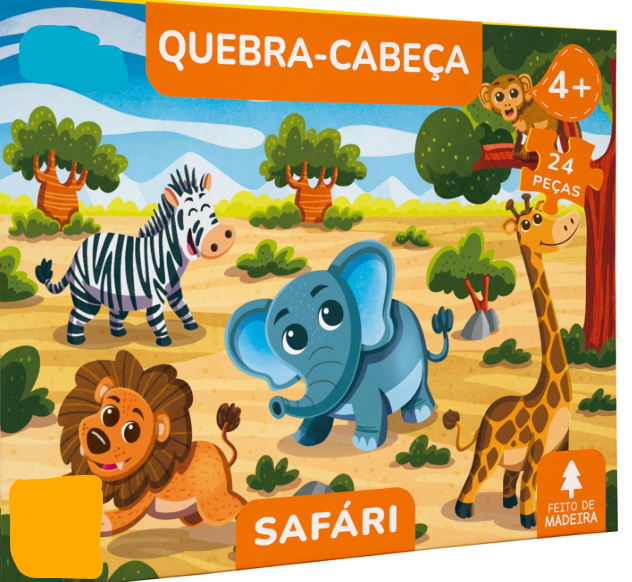 QUEBRA-CABEÇA
4+
24
PEÇAS
SAFÁRI
FEITO DE
MADEIRA